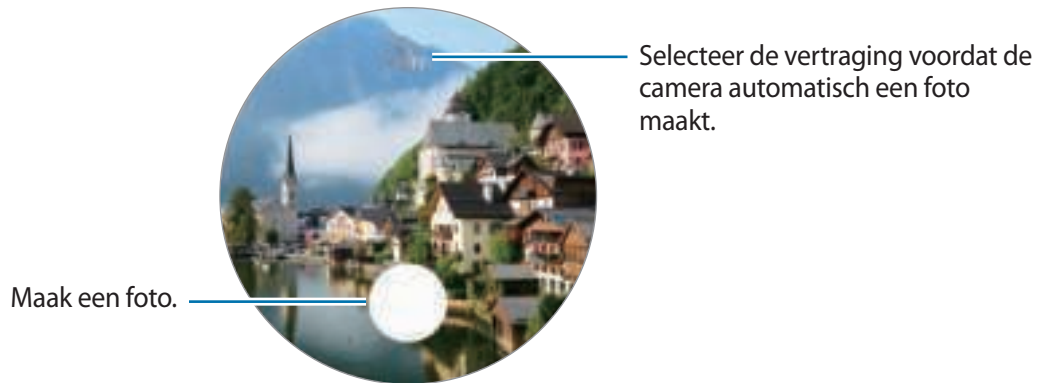 Selecteer de vertraging voordat de
camera automatisch een foto
maakt.
Maak een foto.